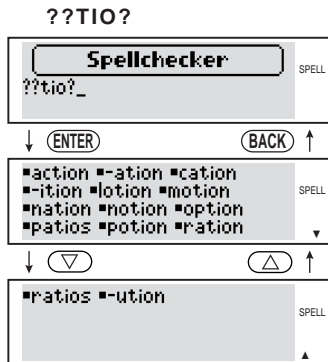 ??TIO?
Spellchecker
SPELL
??tio?_
(ENTER) (BACK)
▪action ▪-ation ▪cation
▪-ition ▪lotion ▪motion
SPELL
▪nation ▪notion ▪option
▪patios ▪potion ▪ration
▪ratios ▪-ution
SPELL